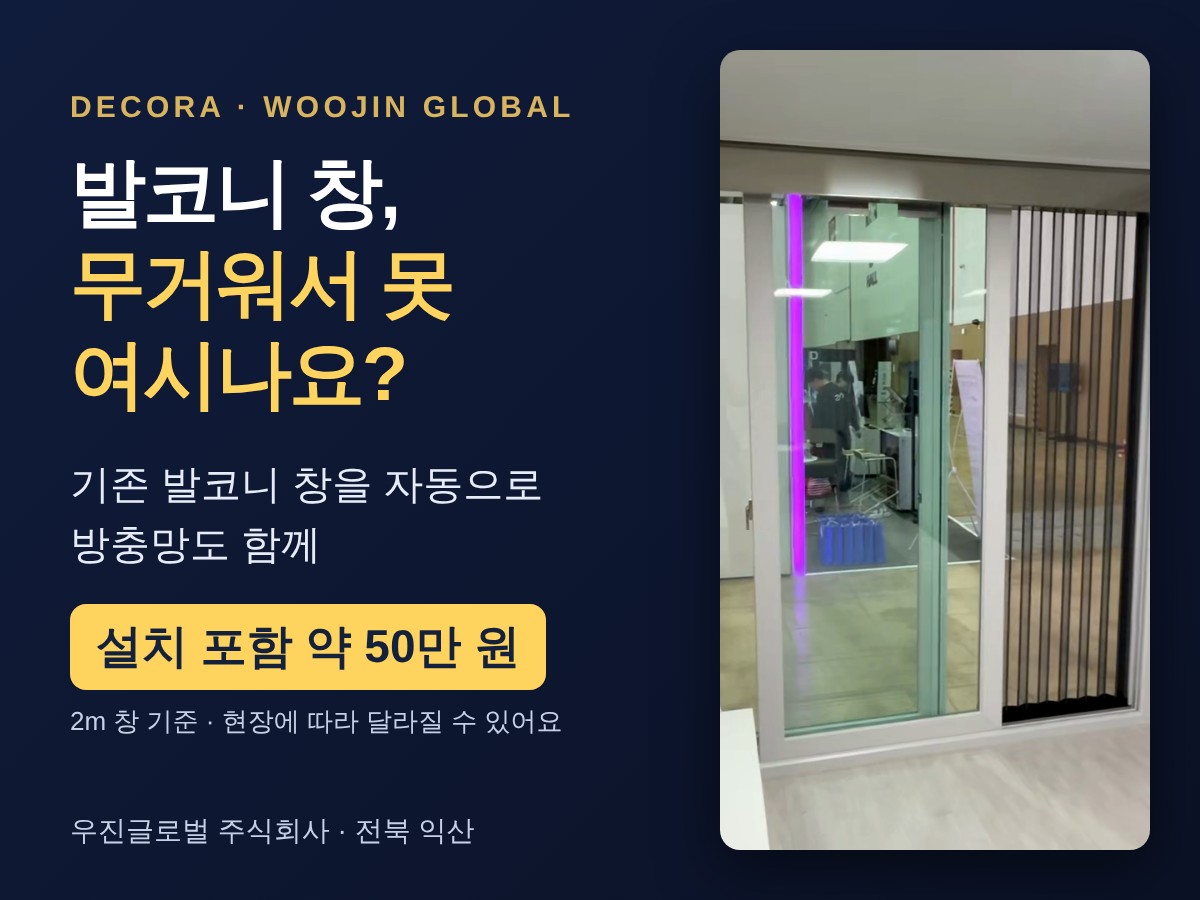 DECORA · WOOJIN GLOBAL
발코니 창,
무거워서 못
여시나요?
기존 발코니 창을 자동으로
방충망도 함께
설치 포함 약 50만 원
2m 창 기준 · 현장에 따라 달라질 수 있어요
우진글로벌 주식회사 · 전북 익산
HALL